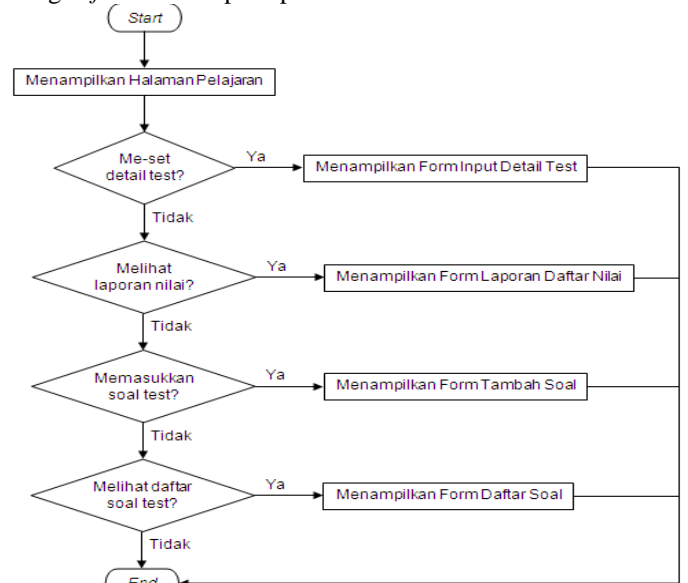 Start
Menampilkan Halaman Pelajaran
Me-set
detail test?
Ya
Menampilkan Form Input Detail Test
Tidak
Melihat
laporan nilai?
Ya
Menampilkan Form Laporan Daftar Nilai
Tidak
Memasukkan
soal test?
Ya
Menampilkan Form Tambah Soal
Tidak
Melihat daftar
soal test?
Ya
Menampilkan Form Daftar Soal
Tidak
End